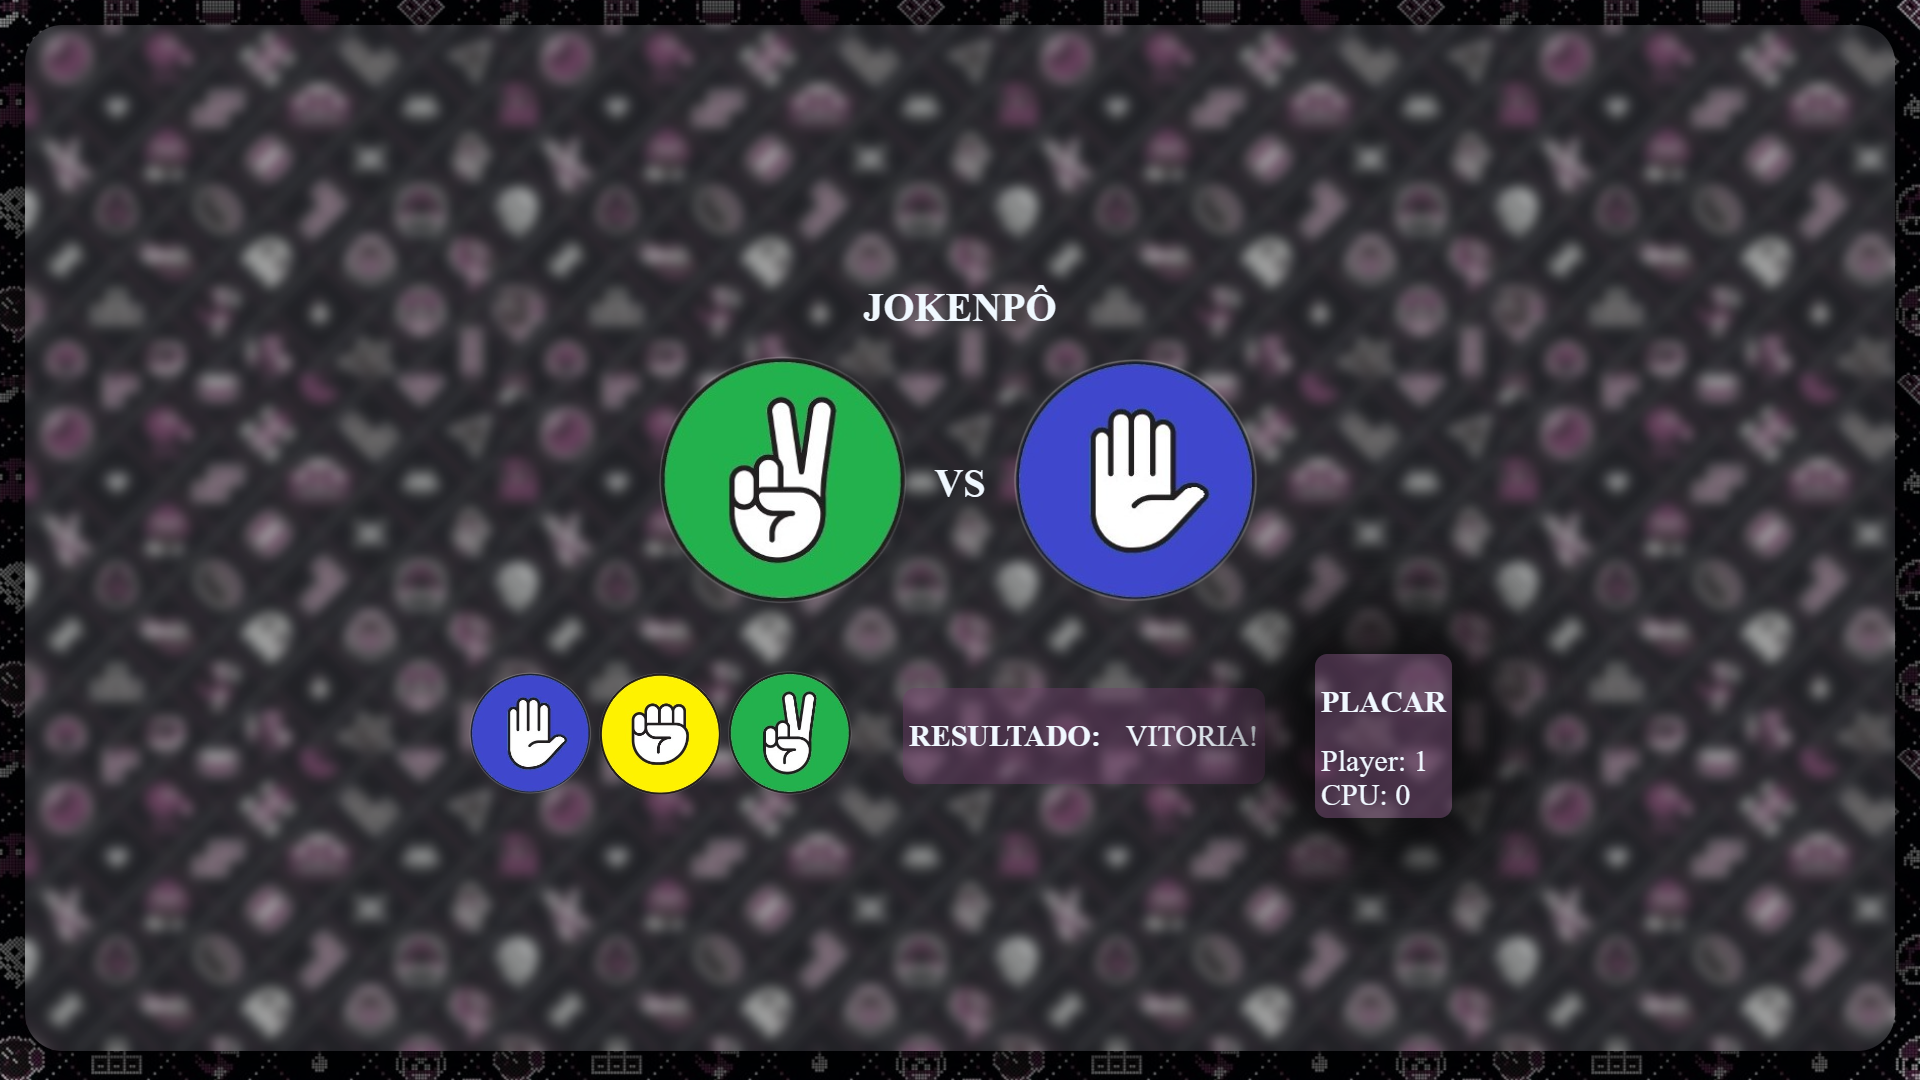 JOKENPÔ
VS
RESULTADO: VITORIA!
PLACAR
Player: 1
CPU: 0